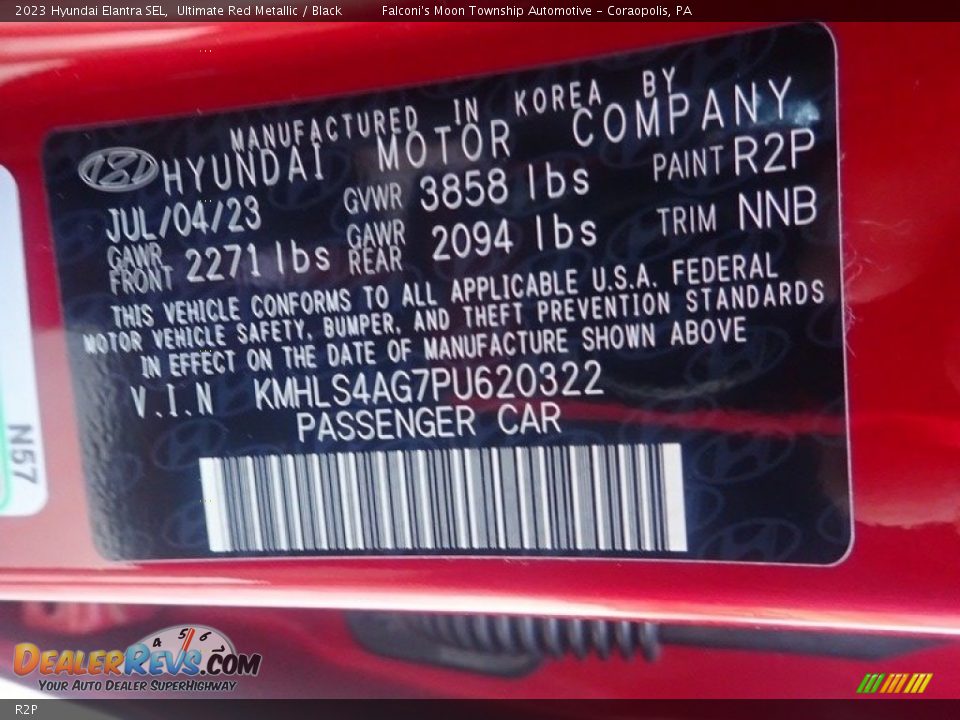 2023 Hyundai Elantra SEL, Ultimate Red Metallic / Black Falconi's Moon Township Automotive - Coraopolis, PA
MANUFACTURED IN KOREA BY
HYUNDAI MOTOR COMPANY
JUL/04/23 GVWR 3858 lbs PAINT R2P
GAWR FRONT 2271 lbs GAWR REAR 2094 lbs TRIM NNB
THIS VEHICLE CONFORMS TO ALL APPLICABLE U.S.A. FEDERAL
MOTOR VEHICLE SAFETY, BUMPER, AND THEFT PREVENTION STANDARDS
IN EFFECT ON THE DATE OF MANUFACTURE SHOWN ABOVE
V.I.N KMHLS4AG7PU620322
PASSENGER CAR
N57
4 5 6
DealerRevs.com
Your Auto Dealer SuperHighway
R2P